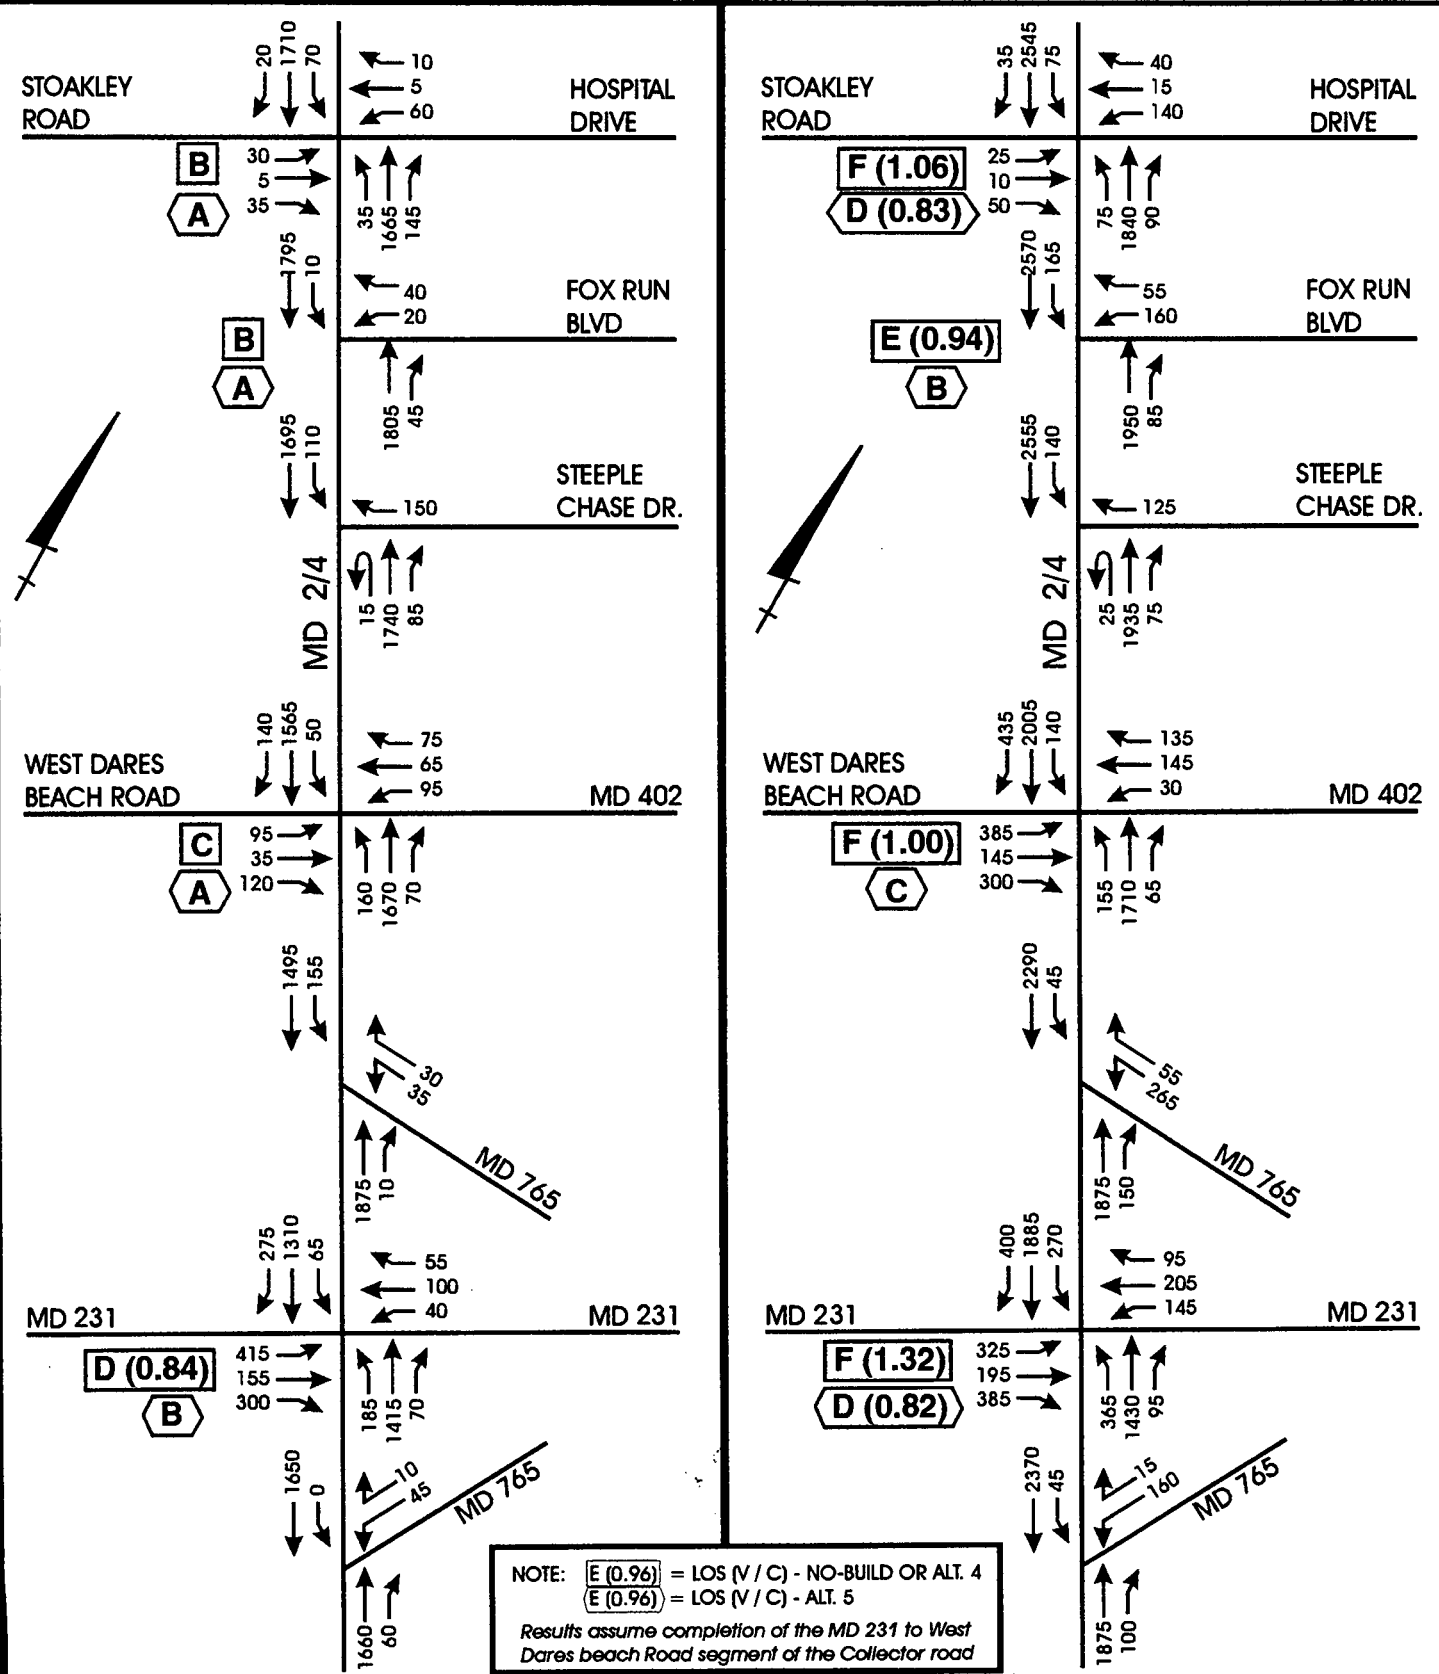 20 1710 70
10
5
60
STOAKLEY
ROAD
HOSPITAL
DRIVE
B
A
30
5
35
35 1665 145
1795 10
40
20
FOX RUN
BLVD
B
A
1805 45
1695 110
STEEPLE
CHASE DR.
150
MD 2/4
15 1740 85
140 1565 50
75
65
95
WEST DARES
BEACH ROAD
MD 402
C
A
95
35
120
160 1670 70
1495 155
30
35
MD 765
1875 10
275 1310 65
55
100
40
MD 231
MD 231
D (0.84)
B
415
155
300
185 1415 70
1650 0
10
45
MD 765
1660 60
35 2545 75
40
15
140
STOAKLEY
ROAD
HOSPITAL
DRIVE
F (1.06)
D (0.83)
25
10
50
75 1840 90
2570 165
55
160
FOX RUN
BLVD
E (0.94)
B
1950 85
2555 140
STEEPLE
CHASE DR.
125
MD 2/4
25 1935 75
435 2005 140
135
145
30
WEST DARES
BEACH ROAD
MD 402
F (1.00)
C
385
145
300
155 1710 65
2290 45
55
265
MD 765
1875 150
400 1885 270
95
205
145
MD 231
MD 231
F (1.32)
D (0.82)
325
195
385
365 1430 95
2370 45
15
160
MD 765
1875 100
NOTE: E (0.96) = LOS (V / C) - NO-BUILD OR ALT. 4
E (0.96) = LOS (V / C) - ALT. 5
Results assume completion of the MD 231 to West
Dares beach Road segment of the Collector road